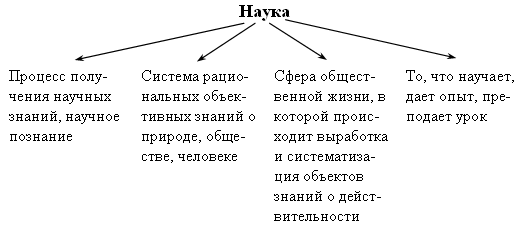 Наука
Процесс полу-
чения научных
знаний, научное
познание
Система рацио-
нальных объек-
тивных знаний о
природе, обще-
стве, человеке
Сфера общест-
венной жизни, в
которой проис-
ходит выработка
и систематиза-
ция объектов
знаний о дейст-
вительности
То, что научает,
дает опыт, пре-
подает урок